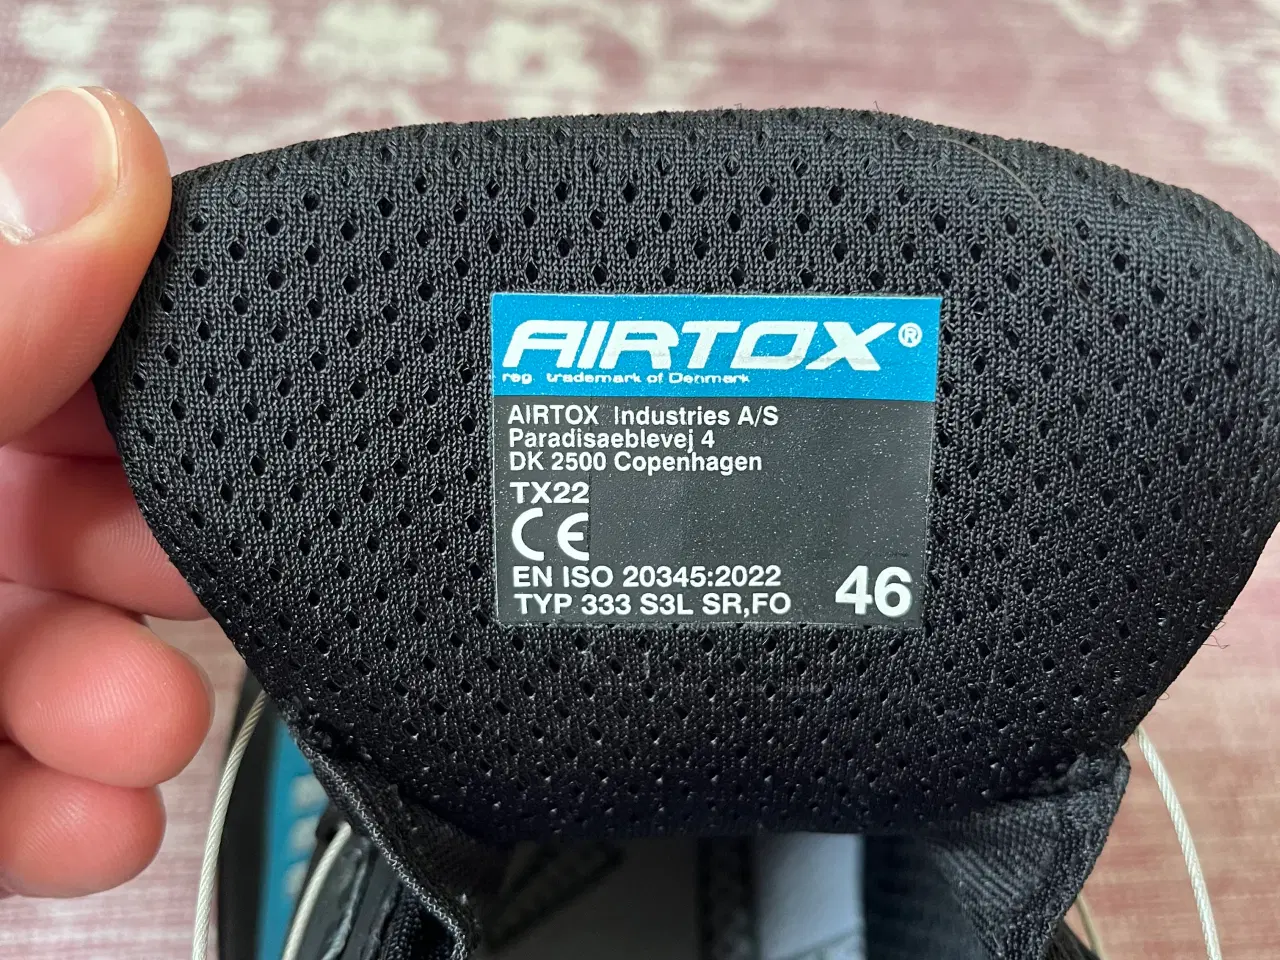 AIRTOX®
reg. trademark of Denmark
AIRTOX Industries A/S
Paradisaeblevej 4
DK 2500 Copenhagen
TX22
CE
EN ISO 20345:2022
TYP 333 S3L SR,FO
46